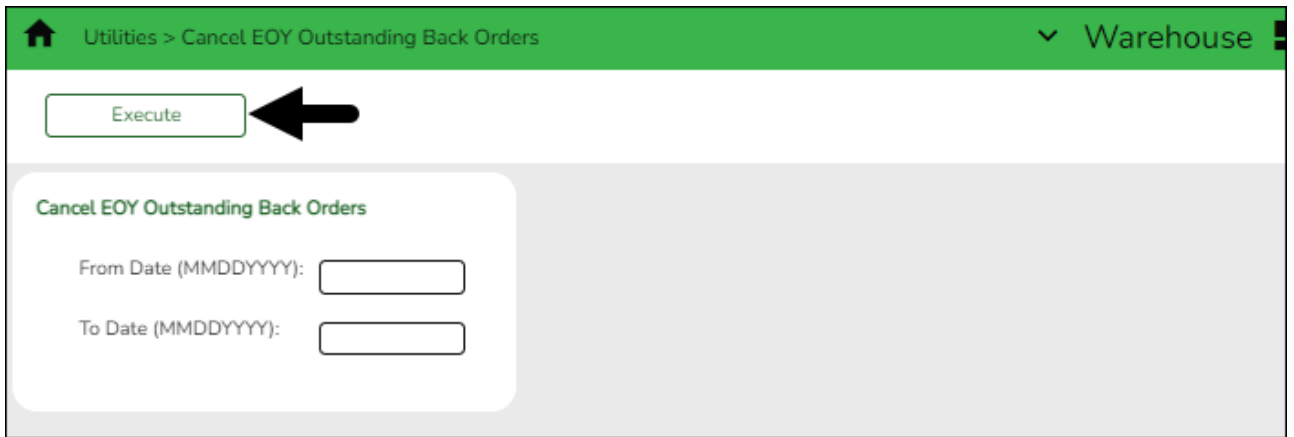 Utilities > Cancel EOY Outstanding Back Orders
Warehouse
Execute
Cancel EOY Outstanding Back Orders
From Date (MMDDYYYY):
To Date (MMDDYYYY):